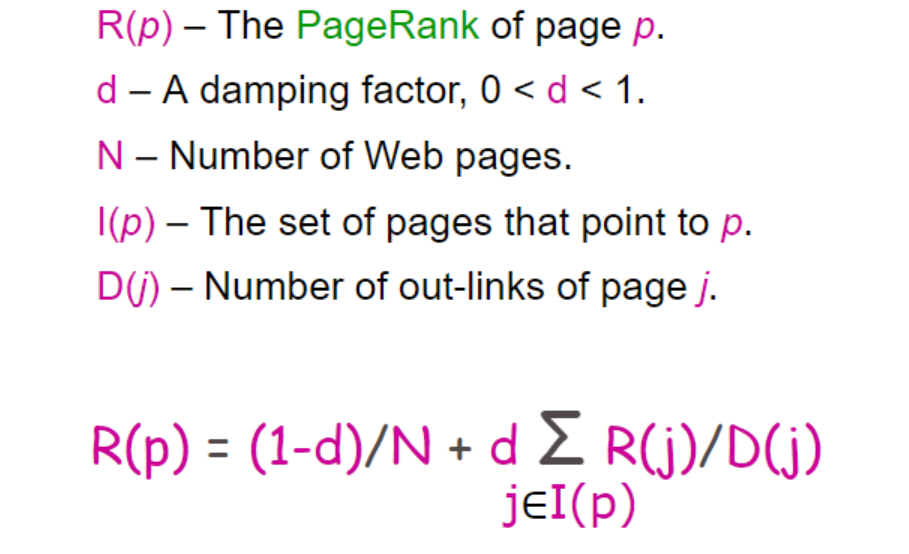 R(p) – The PageRank of page p.
d – A damping factor, 0 < d < 1.
N – Number of Web pages.
I(p) – The set of pages that point to p.
D(j) – Number of out-links of page j.
R(p) = (1-d)/N + d Σ R(j)/D(j)
j∈I(p)